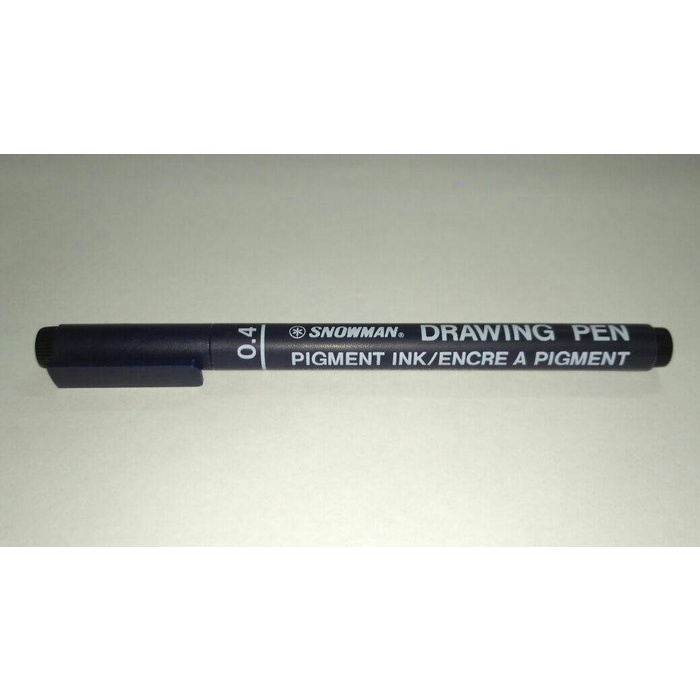 0.4
SNOWMAN® DRAWING PEN
PIGMENT INK/ENCRE A PIGMENT